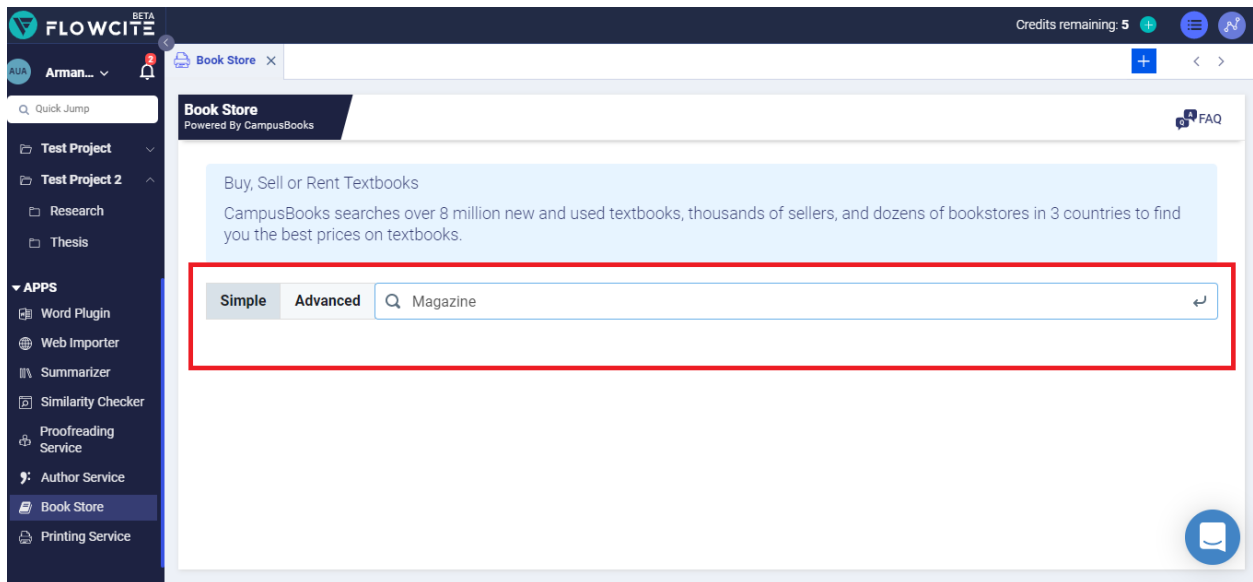 FLOWCITE
BETA
Credits remaining: 5
AUA
Arman...
2
Book Store
Quick Jump
Test Project
Test Project 2
Research
Thesis
APPS
Word Plugin
Web Importer
Summarizer
Similarity Checker
Proofreading
Service
Author Service
Book Store
Printing Service
Book Store
Powered By CampusBooks
FAQ
Buy, Sell or Rent Textbooks
CampusBooks searches over 8 million new and used textbooks, thousands of sellers, and dozens of bookstores in 3 countries to find
you the best prices on textbooks.
Simple
Advanced
Magazine